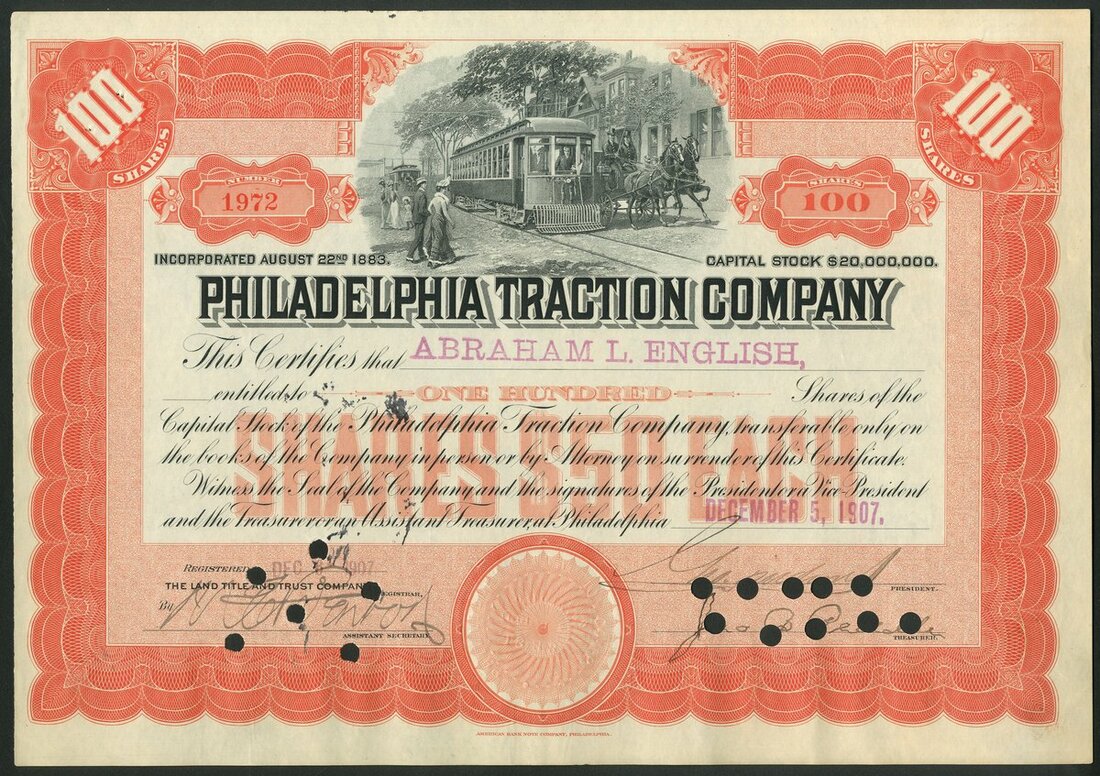 100 SHARES
100 SHARES
NUMBER
1972
SHARES
100
INCORPORATED AUGUST 22ND 1883.
CAPITAL STOCK $20,000,000.
PHILADELPHIA TRACTION COMPANY
This Certifies that ABRAHAM L. ENGLISH,
entitled to ONE HUNDRED Shares of the
Capital Stock of the Philadelphia Traction Company, transferable only on
the books of the Company in person or by Attorney on surrender of this Certificate.
SHARES $50 EACH
Witness the Seal of the Company and the signatures of the President or a Vice-President
and the Treasurer or an Assistant Treasurer, at Philadelphia DECEMBER 5, 1907.
REGISTERED DEC 1907
THE LAND TITLE AND TRUST COMPANY
REGISTRAR,
By
ASSISTANT SECRETARY.
PRESIDENT.
TREASURER.
AMERICAN BANK NOTE COMPANY, PHILADELPHIA.